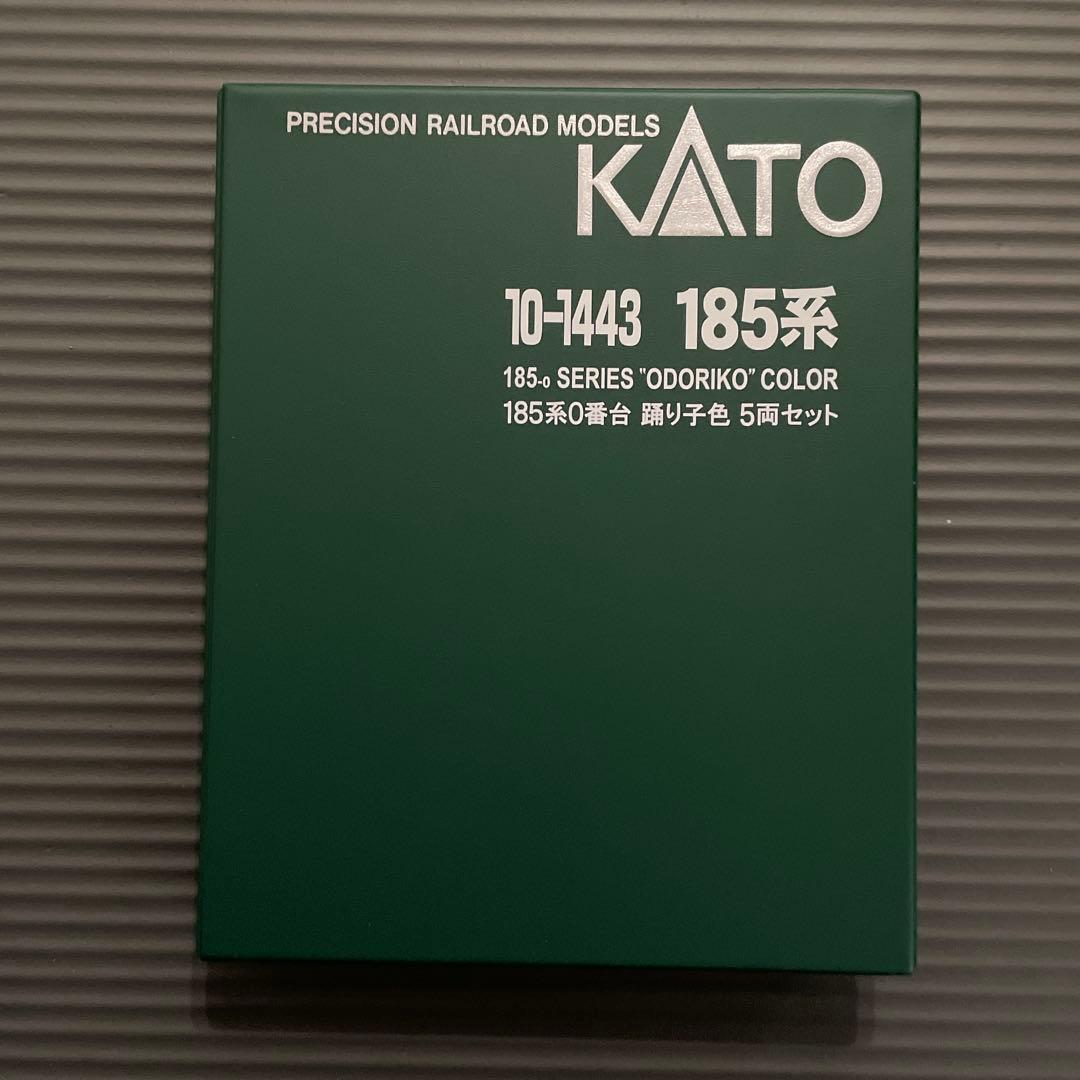 PRECISION RAILROAD MODELS
KATO
10-1443 185系
185-0 SERIES "ODORIKO" COLOR
185系0番台 踊り子色 5両セット